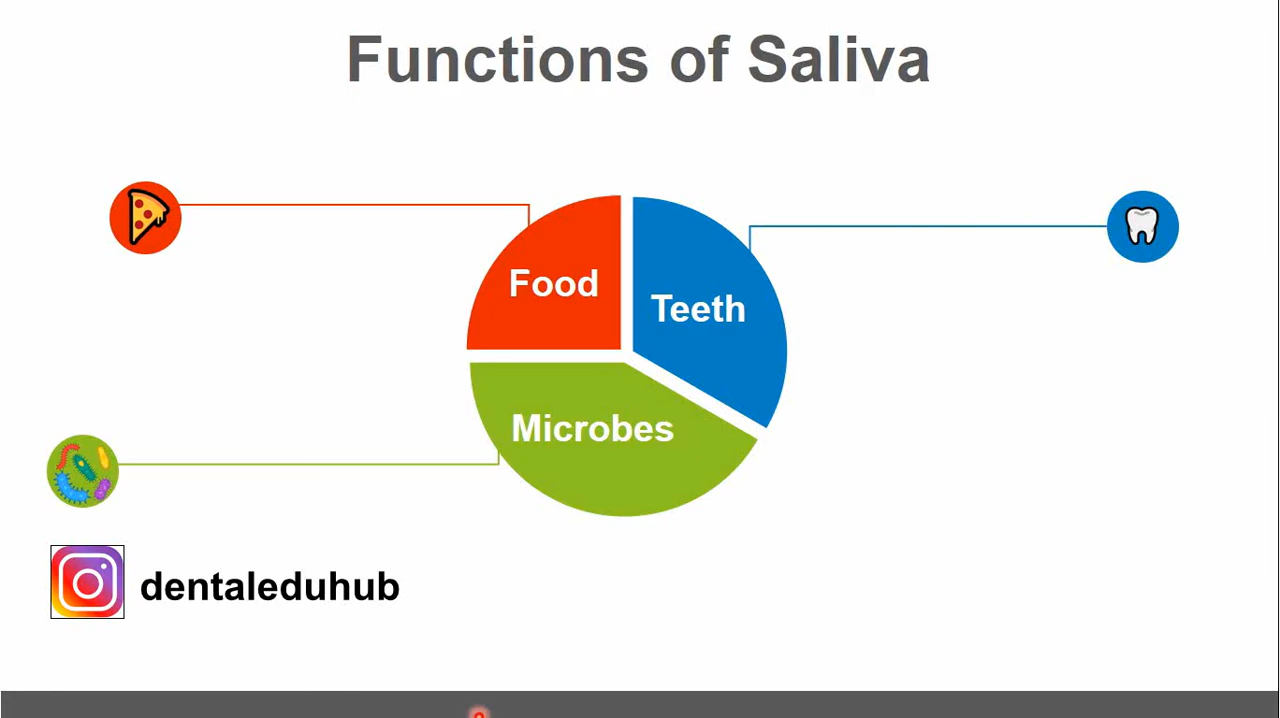 Functions of Saliva
Food
Teeth
Microbes
dentaleduhub